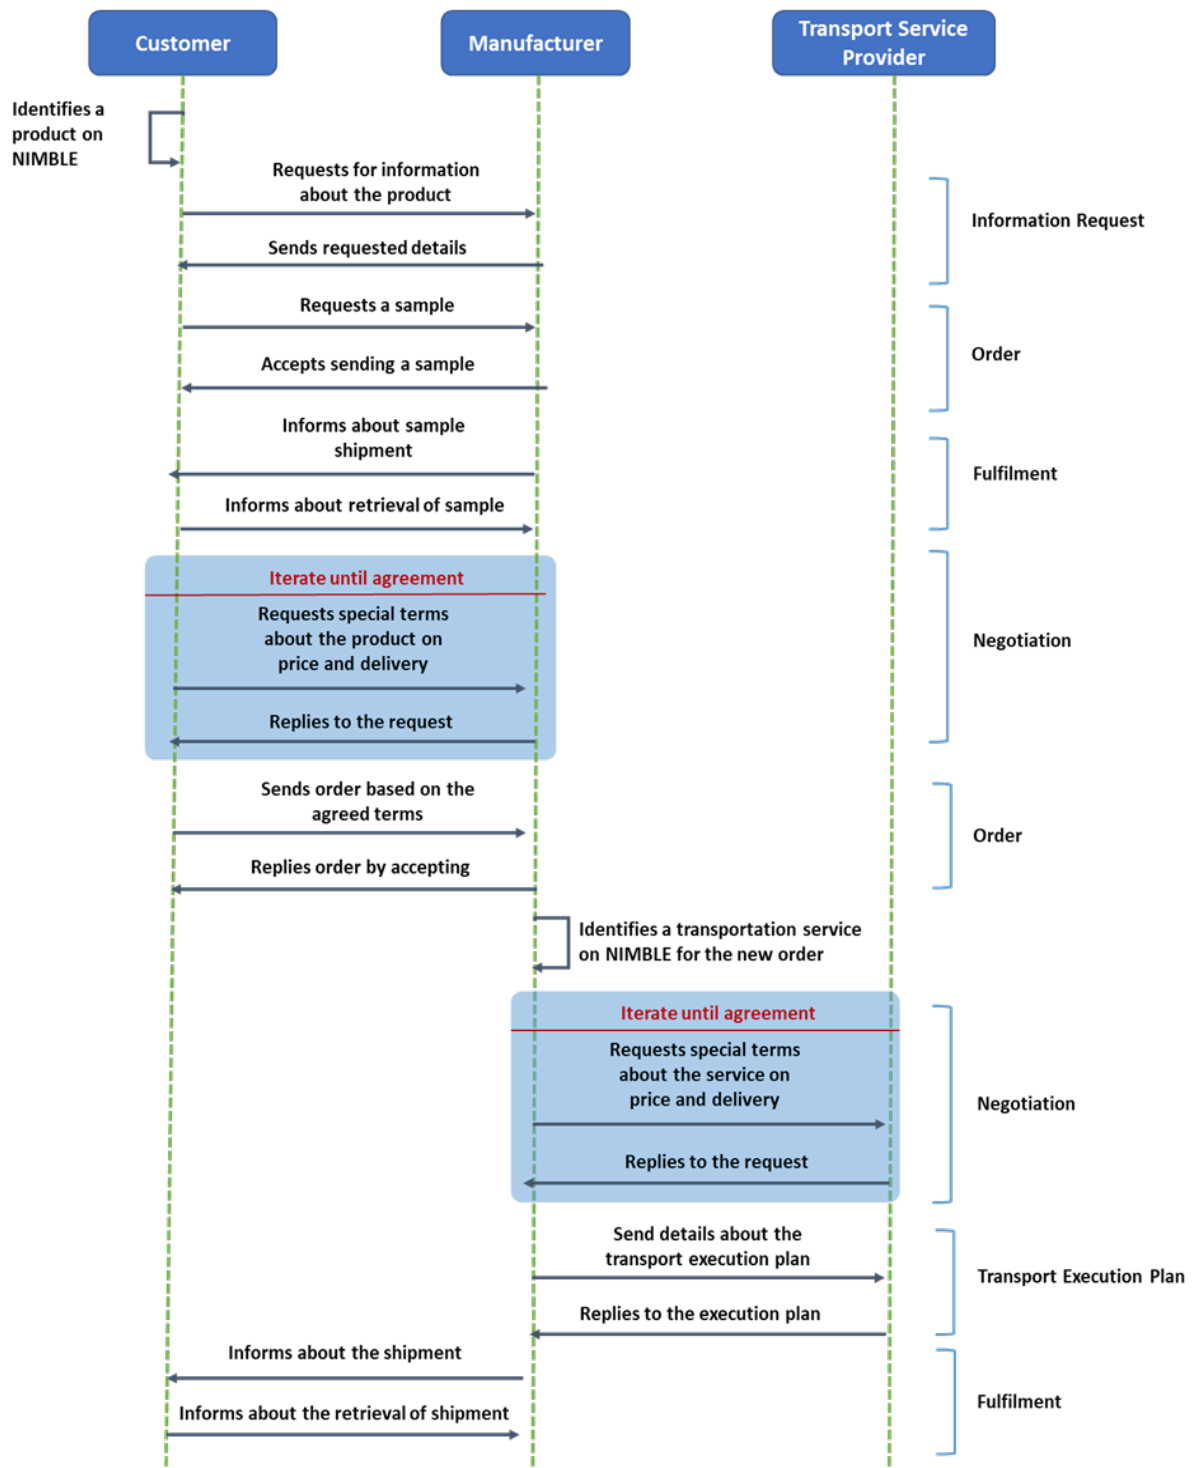 Customer
Manufacturer
Transport Service
Provider
Identifies a
product on
NIMBLE
Requests for information
about the product
Information Request
Sends requested details
Requests a sample
Order
Accepts sending a sample
Informs about sample
shipment
Fulfilment
Informs about retrieval of sample
Iterate until agreement
Requests special terms
about the product on
price and delivery
Negotiation
Replies to the request
Sends order based on the
agreed terms
Order
Replies order by accepting
Identifies a transportation service
on NIMBLE for the new order
Iterate until agreement
Requests special terms
about the service on
price and delivery
Negotiation
Replies to the request
Send details about the
transport execution plan
Transport Execution Plan
Replies to the execution plan
Informs about the shipment
Fulfilment
Informs about the retrieval of shipment